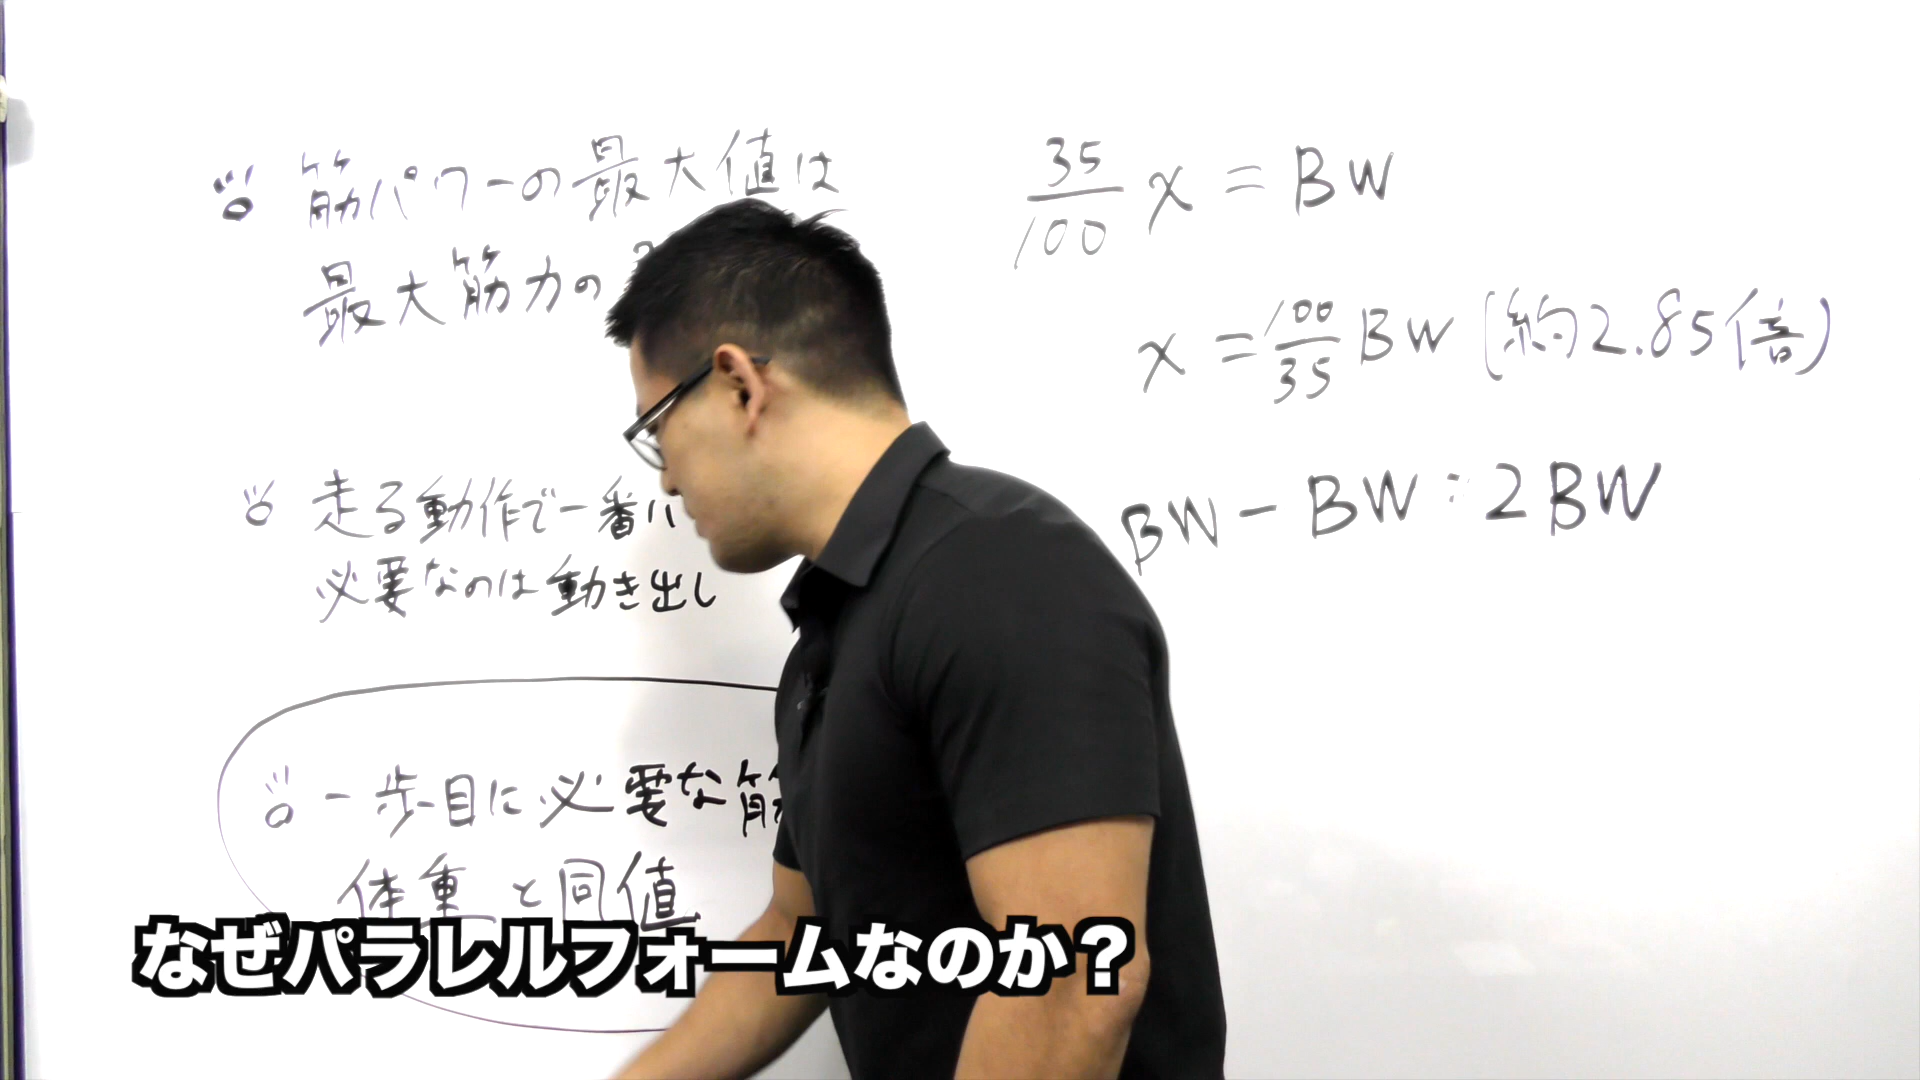 筋パワーの最大値は
最大筋力の
走る動作で一番パ
必要なのは動き出し
一歩目に必要な筋
体重と同値
35/100 x = BW
x = 100/35 BW (約2.85倍)
BW - BW : 2BW
なぜパラレルフォームなのか？